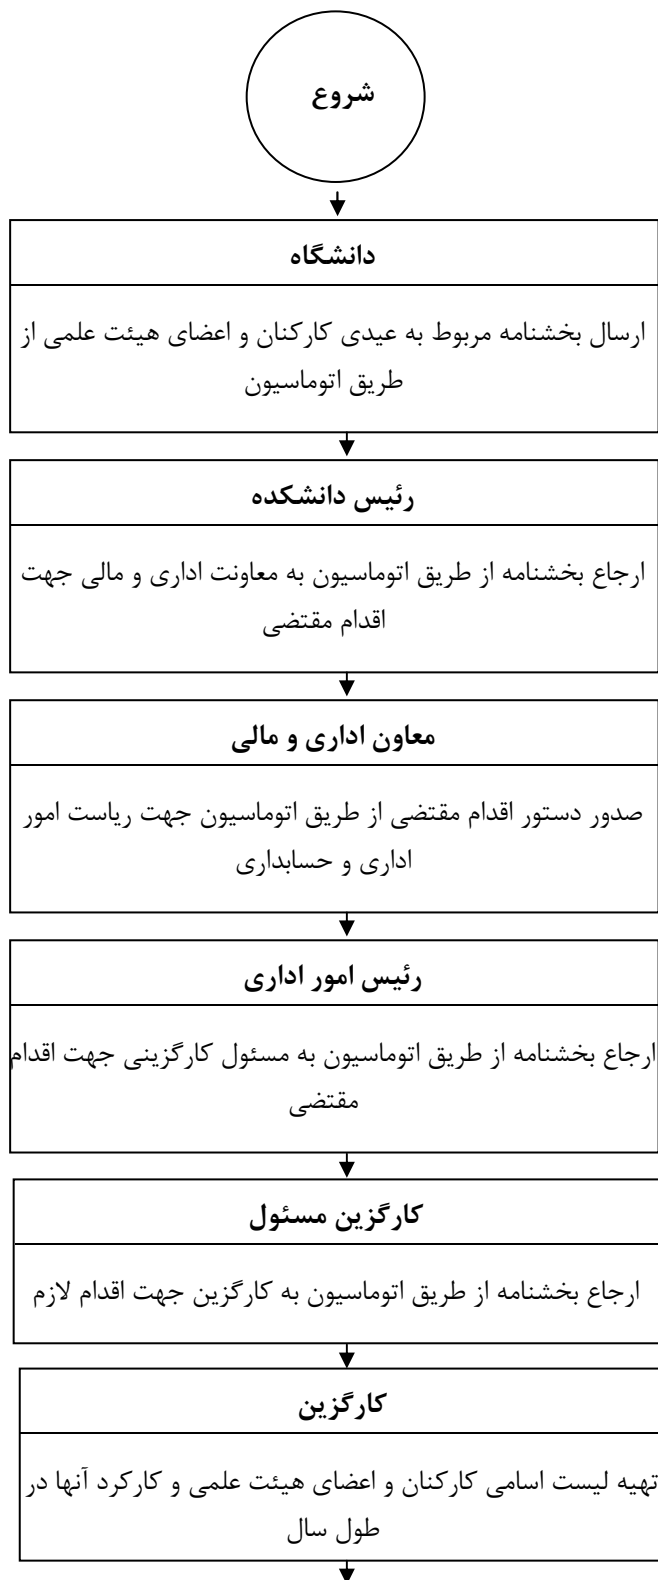 شروع
دانشگاه
ارسال بخشنامه مربوط به عیدی کارکنان و اعضای هیئت علمی از
طریق اتوماسیون
رئیس دانشکده
ارجاع بخشنامه از طریق اتوماسیون به معاونت اداری و مالی جهت
اقدام مقتضی
معاون اداری و مالی
صدور دستور اقدام مقتضی از طریق اتوماسیون جهت ریاست امور
اداری و حسابداری
رئیس امور اداری
ارجاع بخشنامه از طریق اتوماسیون به مسئول کارگزینی جهت اقدام
مقتضی
کارگزین مسئول
ارجاع بخشنامه از طریق اتوماسیون به کارگزین جهت اقدام لازم
کارگزین
تهیه لیست اسامی کارکنان و اعضای هیئت علمی و کارکرد آنها در
طول سال